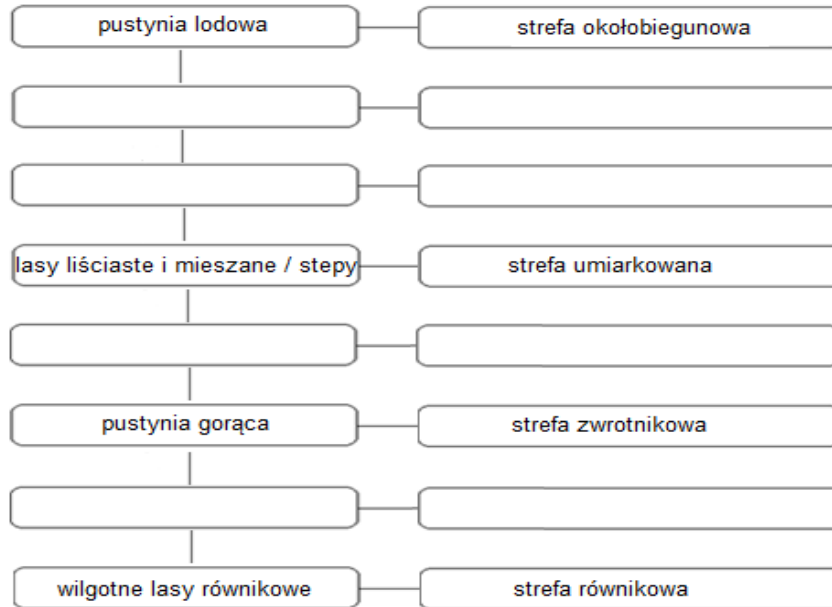 pustynia lodowa
strefa okołobiegunowa
lasy liściaste i mieszane / stepy
strefa umiarkowana
pustynia gorąca
strefa zwrotnikowa
wilgotne lasy równikowe
strefa równikowa